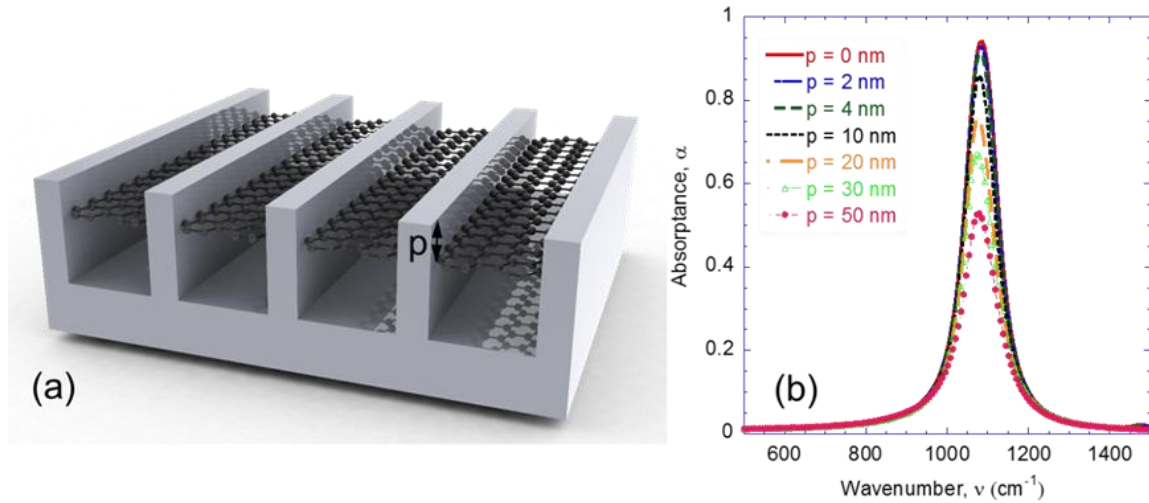 p
(a)
Absorptance, α
1
0.8
0.6
0.4
0.2
0
p = 0 nm
p = 2 nm
p = 4 nm
p = 10 nm
p = 20 nm
p = 30 nm
p = 50 nm
(b)
600 800 1000 1200 1400
Wavenumber, ν (cm⁻¹)